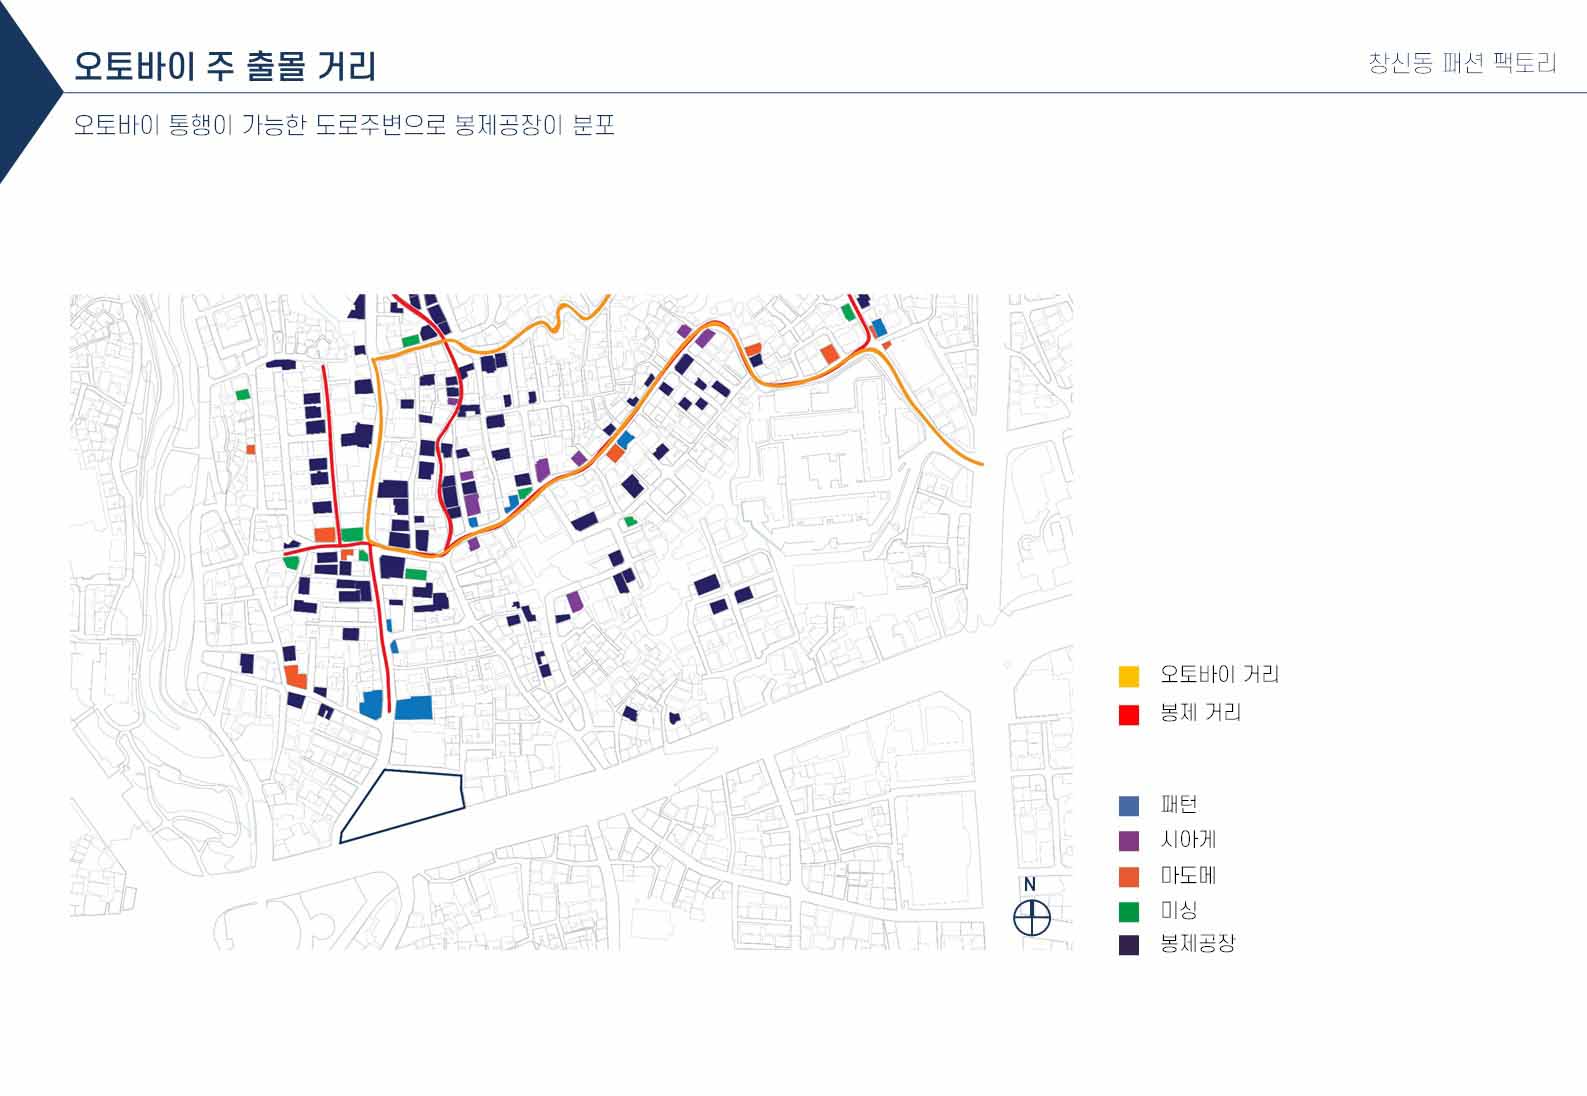 오토바이 주 출몰 거리
창신동 패션 팩토리
오토바이 통행이 가능한 도로주변으로 봉제공장이 분포
오토바이 거리
봉제 거리
패턴
시아게
마도메
미싱
봉제공장
N